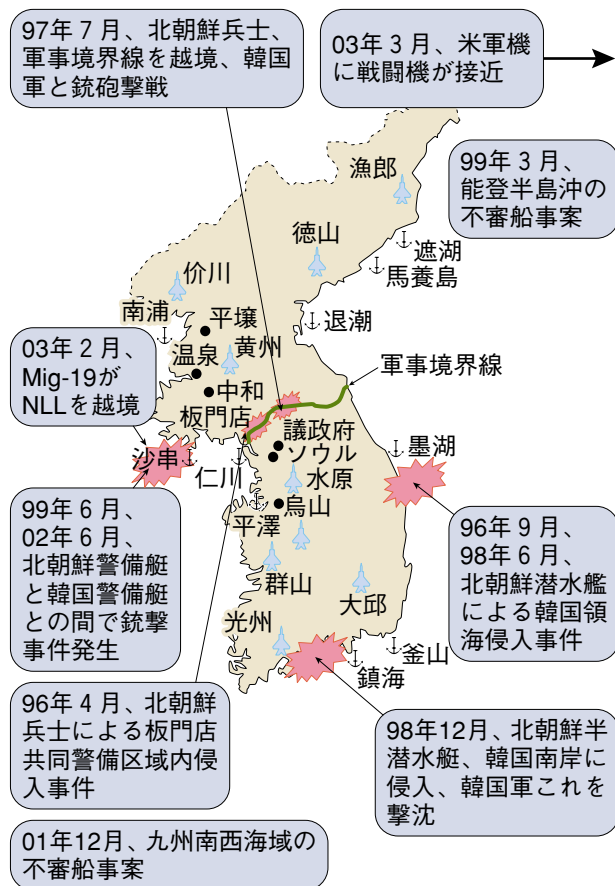 97年7月、北朝鮮兵士、
軍事境界線を越境、韓国
軍と銃砲撃戦
03年3月、米軍機
に戦闘機が接近
99年3月、
能登半島沖の
不審船事案
漁郎
徳山
遮湖
馬養島
价川
南浦
平壌
退潮
温泉
黄州
03年2月、
Mig-19が
NLLを越境
軍事境界線
中和
板門店
議政府
ソウル
墨湖
沙串
仁川
水原
平澤
烏山
99年6月、
02年6月、
北朝鮮警備艇
と韓国警備艇
との間で銃撃
事件発生
96年9月、
98年6月、
北朝鮮潜水艦
による韓国領
海侵入事件
群山
大邱
光州
釜山
鎮海
96年4月、北朝鮮
兵士による板門店
共同警備区域内侵
入事件
98年12月、北朝鮮半
潜水艇、韓国南岸に
侵入、韓国軍これを
撃沈
01年12月、九州南西海域の
不審船事案